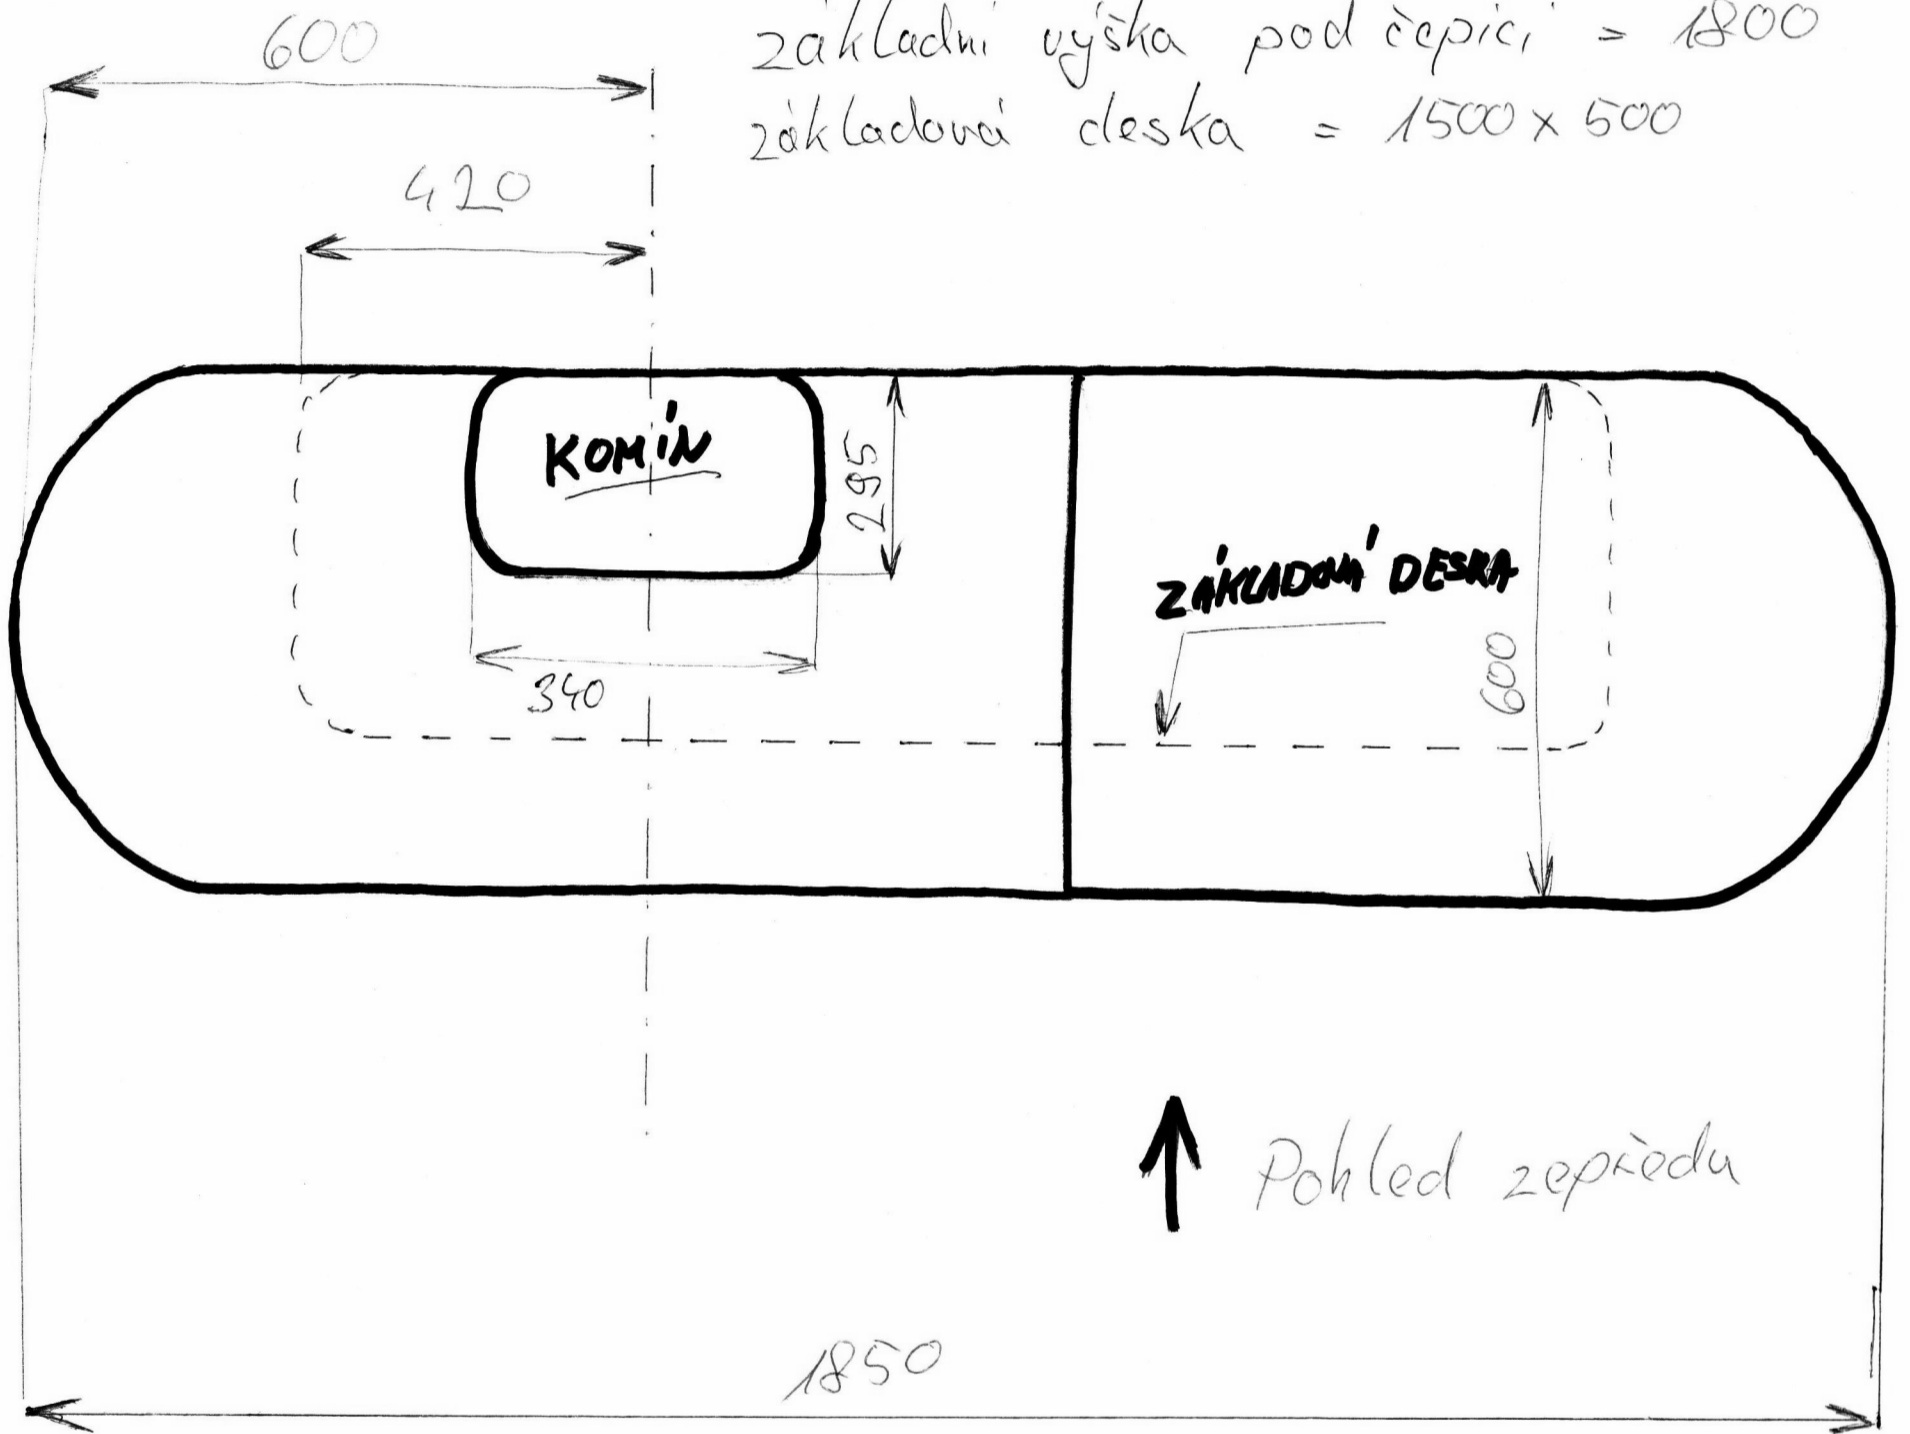 600
základní výška pod čepicí = 1800
základová deska = 1500 x 500
420
KOMÍN
295
ZÁKLADOVÁ DESKA
600
340
Pohled zepředu
1850